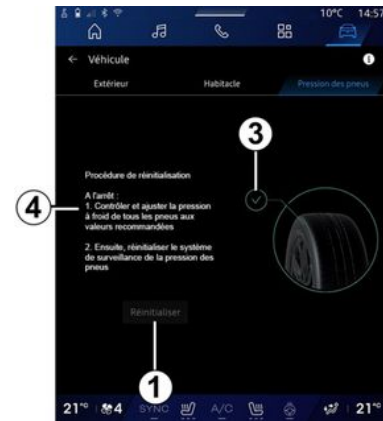 10°C 14:57
Véhicule
Extérieur Habitacle Pression des pneus
3
Procédure de réinitialisation
A l'arrêt :
1. Contrôler et ajuster la pression
à froid de tous les pneus aux
valeurs recommandées
4
2. Ensuite, réinitialiser le système
de surveillance de la pression des
pneus
Réinitialiser
1
21°C 4 SYNC A/C 21°C